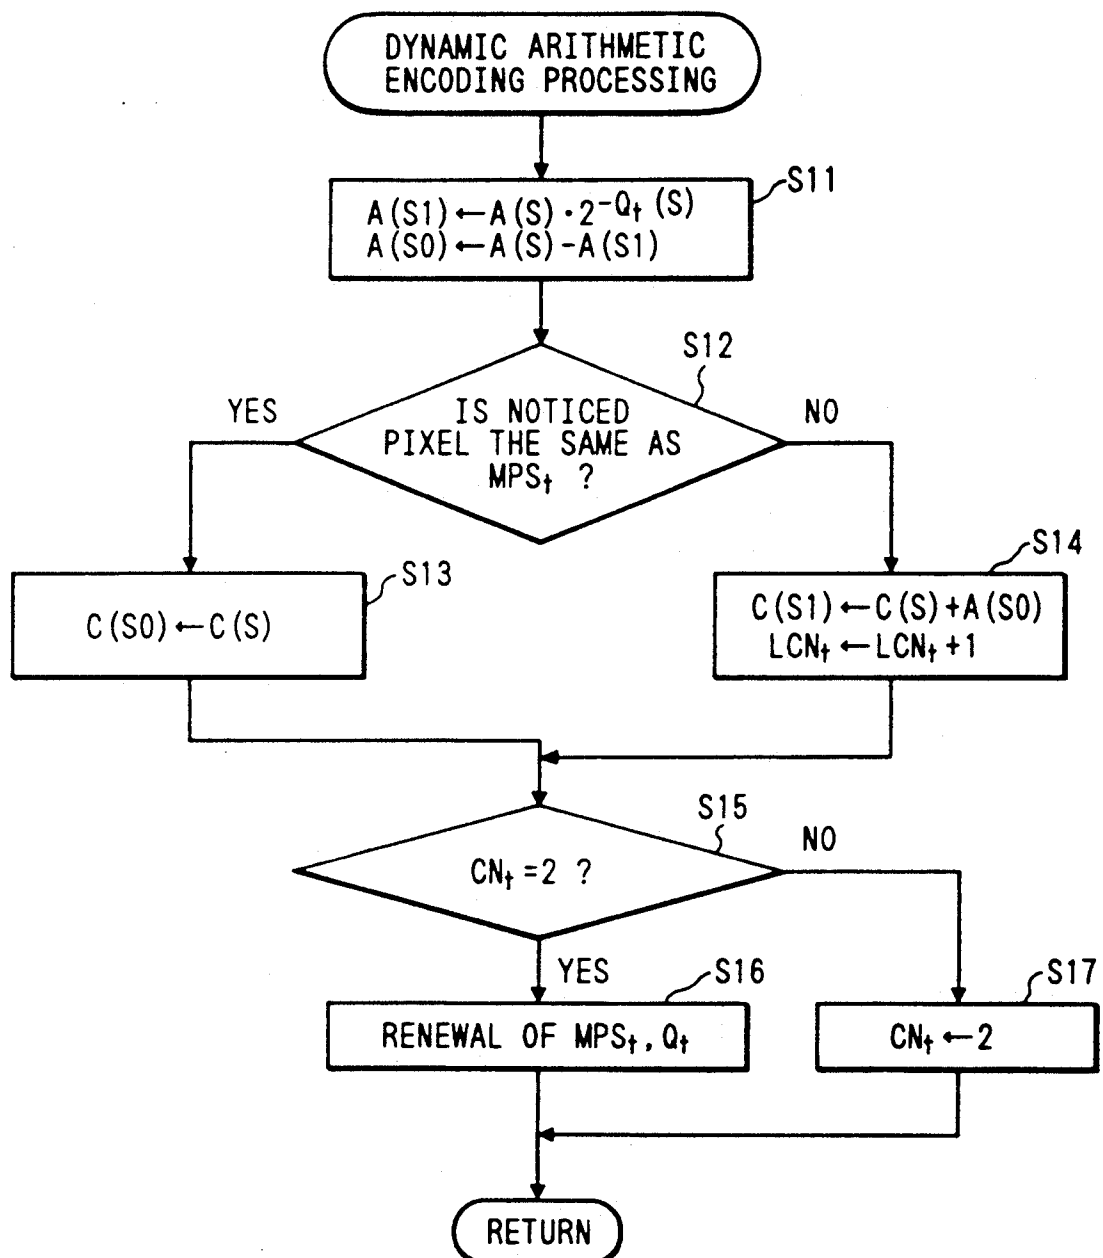 DYNAMIC ARITHMETIC
ENCODING PROCESSING
S11
A(S1)←A(S)·2^-Qt(S)
A(S0)←A(S)-A(S1)
S12
YES
IS NOTICED
PIXEL THE SAME AS
MPSt ?
NO
S13
C(S0)←C(S)
S14
C(S1)←C(S)+A(S0)
LCNt←LCNt+1
S15
CNt=2 ?
NO
YES
S16
RENEWAL OF MPSt, Qt
S17
CNt←2
RETURN